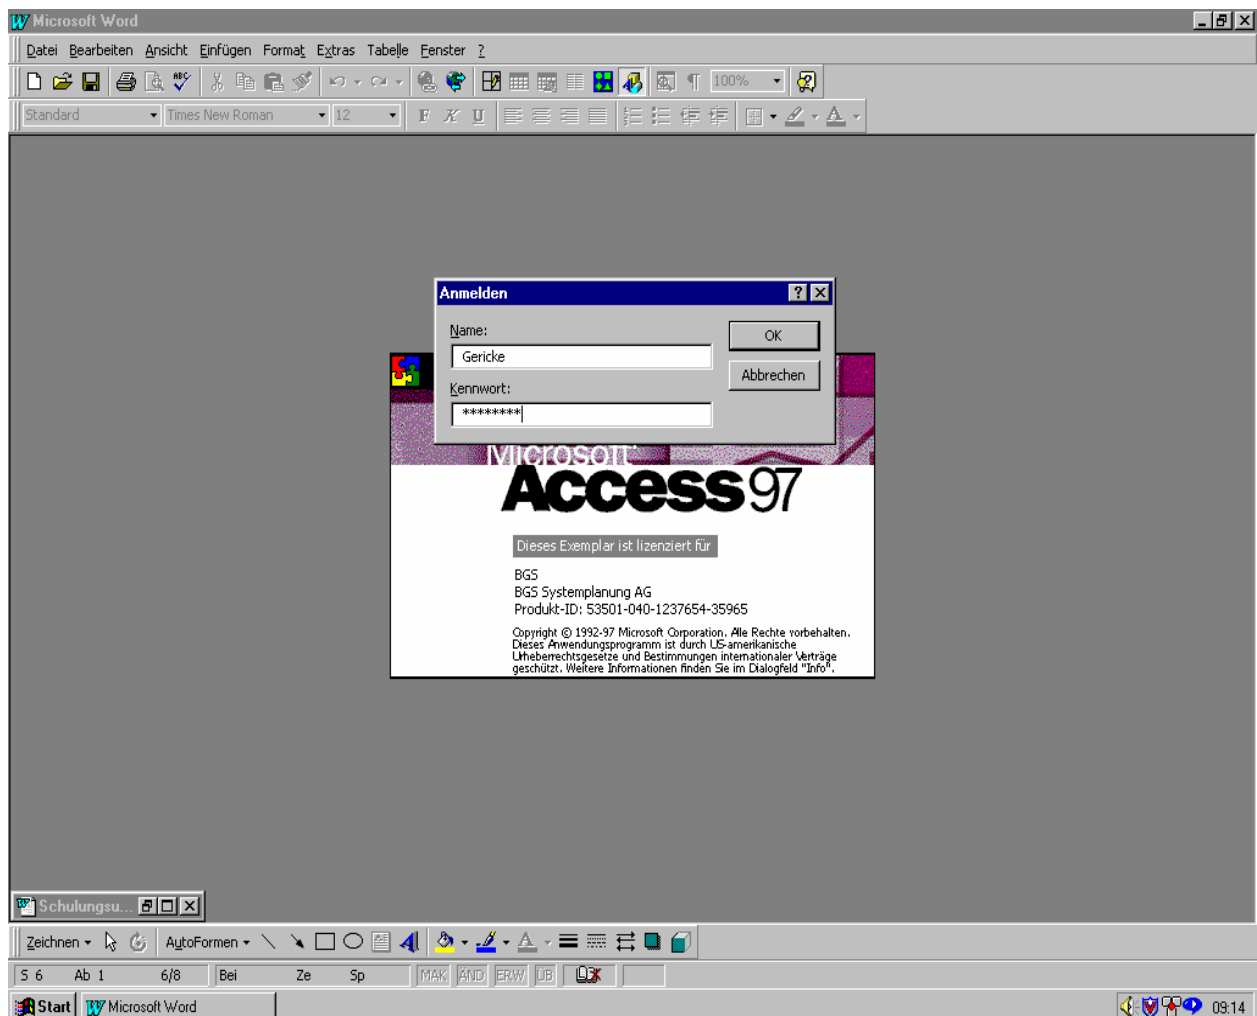 Microsoft Word
Datei Bearbeiten Ansicht Einfügen Format Extras Tabelle Fenster ?
ABC 100%
Standard Times New Roman 12 F K U A
Anmelden
Name:
OK
Gericke
Abbrechen
Kennwort:
********
Microsoft
Access 97
Dieses Exemplar ist lizenziert für
BGS
BGS Systemplanung AG
Produkt-ID: 53501-040-1237654-35965
Copyright © 1992-97 Microsoft Corporation. Alle Rechte vorbehalten.
Dieses Anwendungsprogramm ist durch US-amerikanische
Urheberrechtsgesetze und Bestimmungen internationaler Verträge
geschützt. Weitere Informationen finden Sie im Dialogfeld "Info".
Schulungsu...
Zeichnen AutoFormen A A
S 6 Ab 1 6/8 Bei Ze Sp MAK ÄND ERW ÜB
Start Microsoft Word 09:14